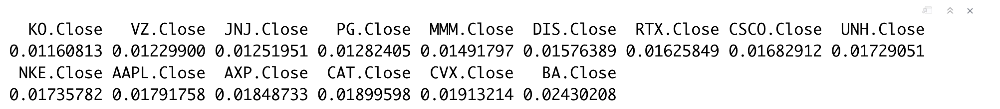 KO.Close VZ.Close JNJ.Close PG.Close MMM.Close DIS.Close RTX.Close CSCO.Close UNH.Close
0.01160813 0.01229900 0.01251951 0.01282405 0.01491797 0.01576389 0.01625849 0.01682912 0.01729051
NKE.Close AAPL.Close AXP.Close CAT.Close CVX.Close BA.Close
0.01735782 0.01791758 0.01848733 0.01899598 0.01913214 0.02430208